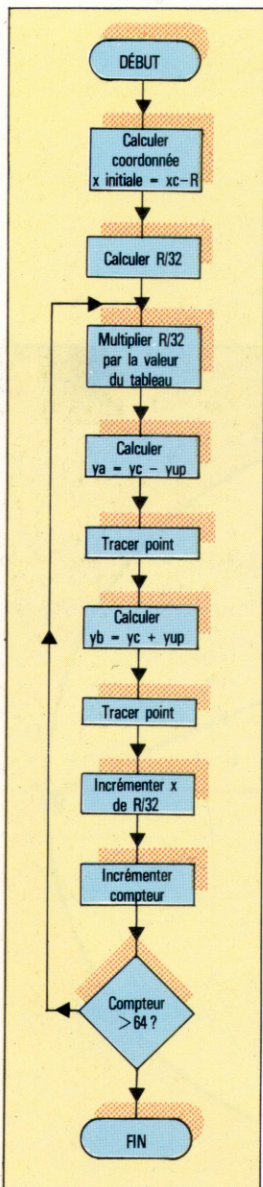 DÉBUT
Calculer
coordonnée
x initiale = xc-R
Calculer R/32
Multiplier R/32
par la valeur
du tableau
Calculer
ya = yc - yup
Tracer point
Calculer
yb = yc + yup
Tracer point
Incrémenter x
de R/32
Incrémenter
compteur
Compteur
>64 ?
FIN